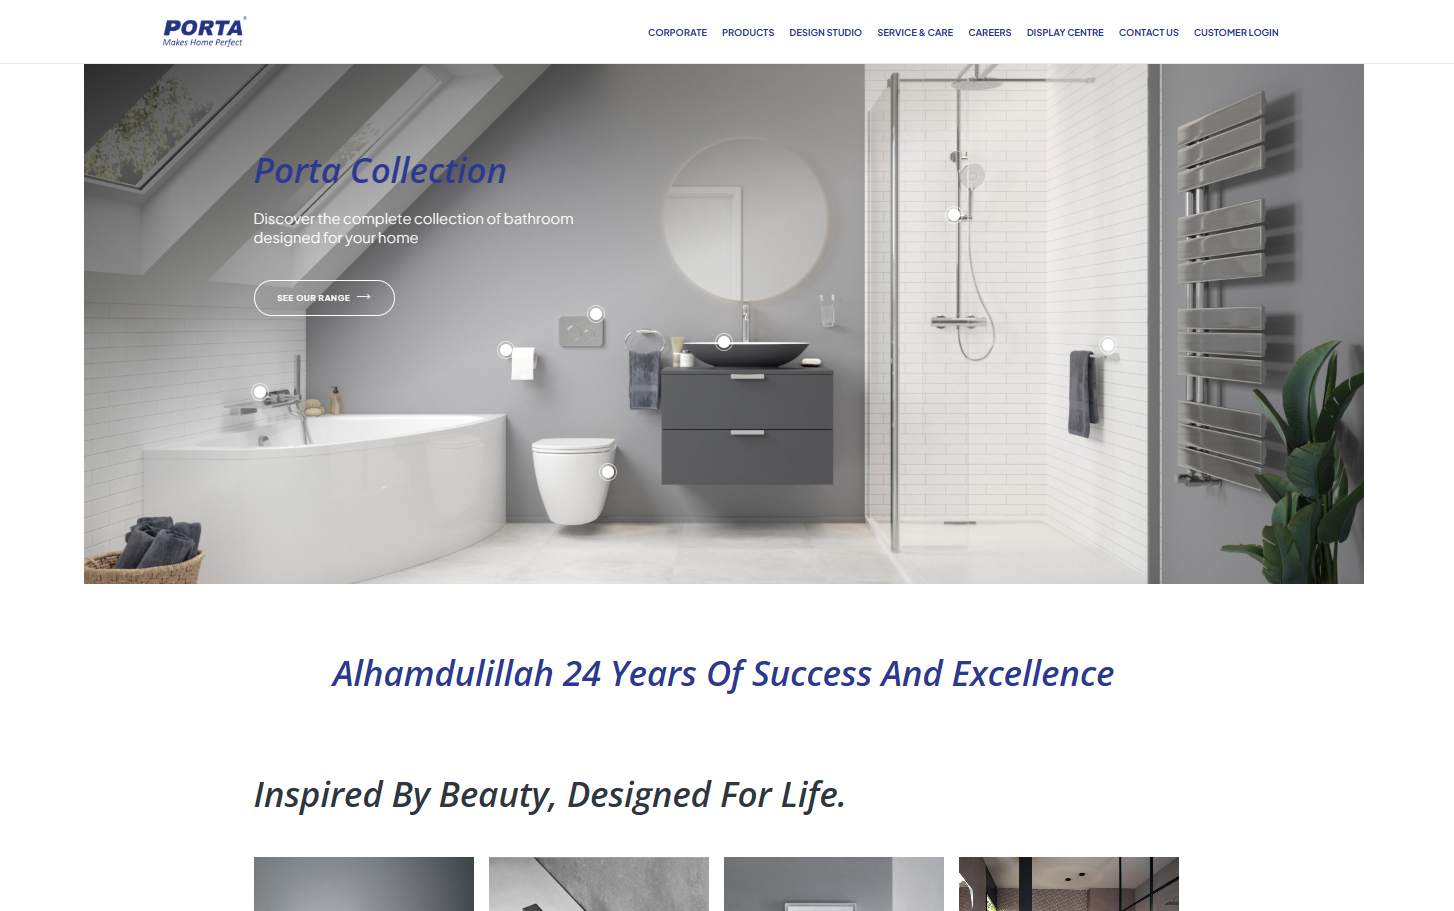 PORTA®
Makes Home Perfect
CORPORATE PRODUCTS DESIGN STUDIO SERVICE & CARE CAREERS DISPLAY CENTRE CONTACT US CUSTOMER LOGIN
Porta Collection
Discover the complete collection of bathroom
designed for your home
SEE OUR RANGE
Alhamdulillah 24 Years Of Success And Excellence
Inspired By Beauty, Designed For Life.